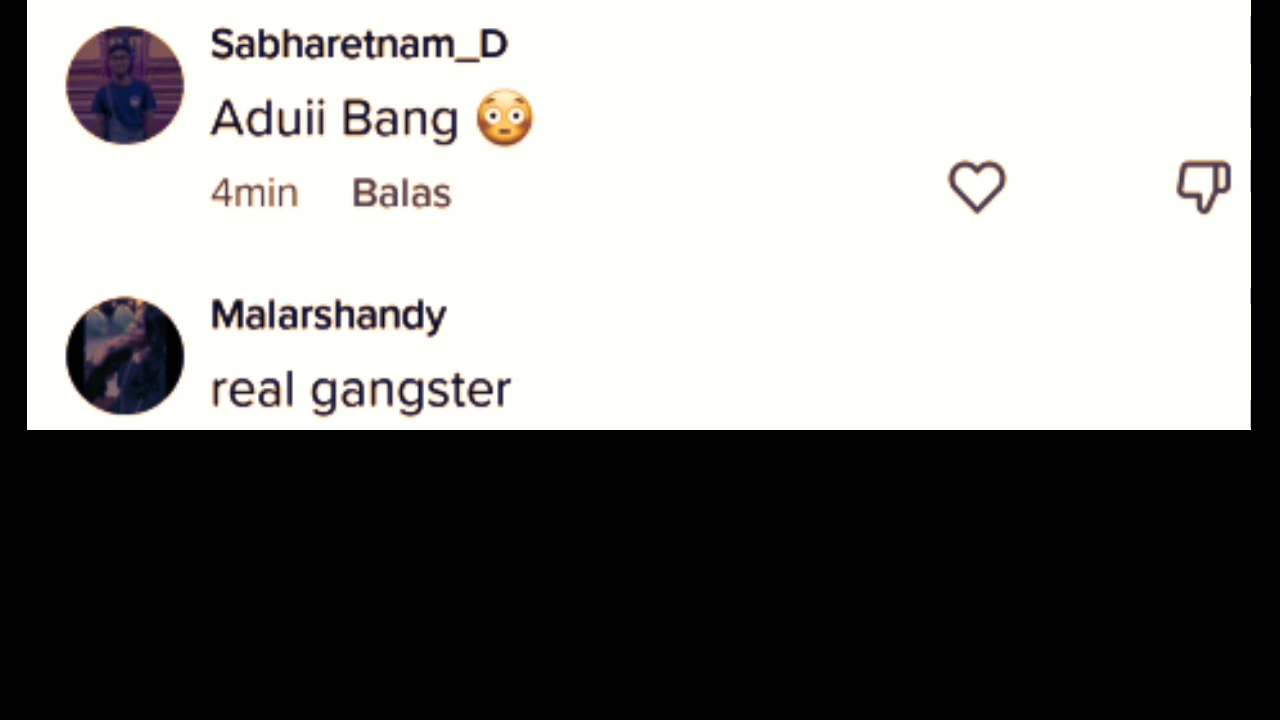 Sabharetnam_D
Aduii Bang 😳
4min Balas
Malarshandy
real gangster